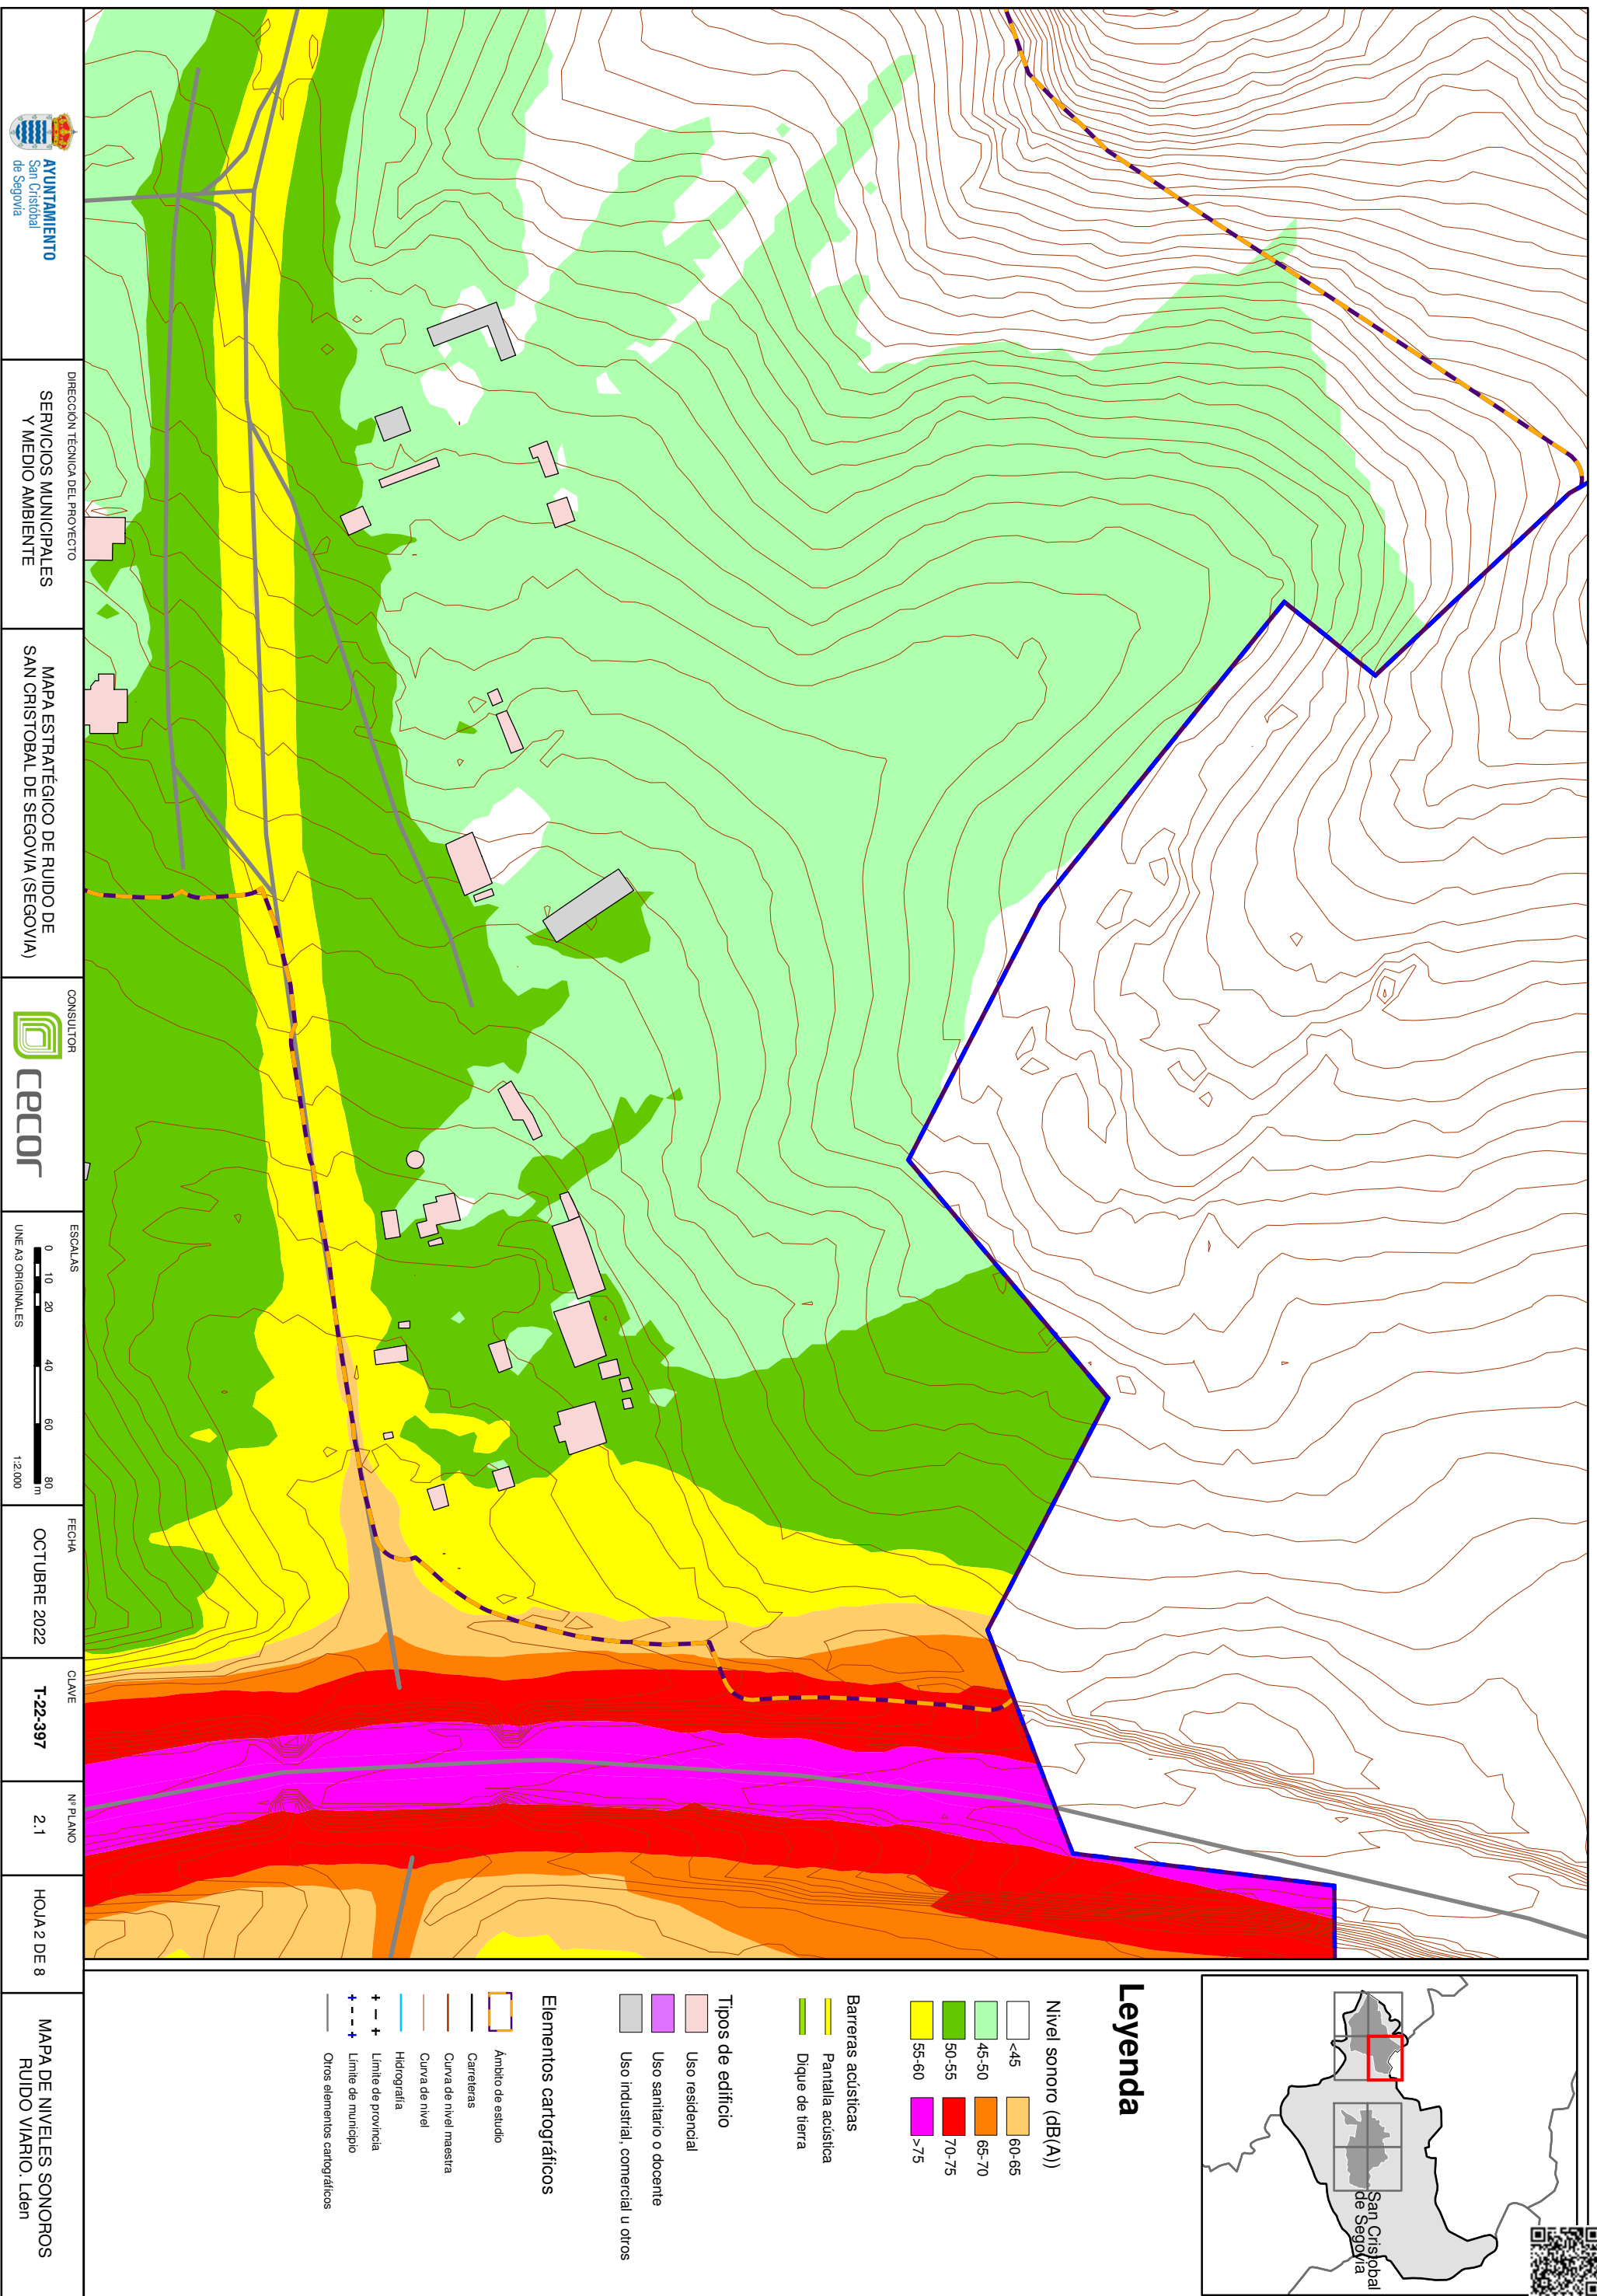 San Cristobal
de Segovia
Leyenda
Nivel sonoro (dB(A))
<45
45-50
50-55
55-60
60-65
65-70
70-75
>75
Barreras acústicas
Pantalla acústica
Dique de tierra
Tipos de edificio
Uso residencial
Uso sanitario o docente
Uso industrial, comercial u otros
Elementos cartográficos
Ámbito de estudio
Carreteras
Curva de nivel maestra
Curva de nivel
Hidrografía
Límite de provincia
Límite de municipio
Otros elementos cartográficos
AYUNTAMIENTO
San Cristóbal
de Segovia
DIRECCIÓN TÉCNICA DEL PROYECTO
SERVICIOS MUNICIPALES
Y MEDIO AMBIENTE
MAPA ESTRATÉGICO DE RUIDO DE
SAN CRISTOBAL DE SEGOVIA (SEGOVIA)
CONSULTOR
cecor
ESCALAS
0 10 20 40 60 80 m
UNE A3 ORIGINALES 1:2.000
FECHA
OCTUBRE 2022
CLAVE
T-22-397
Nº PLANO
2.1
HOJA 2 DE 8
MAPA DE NIVELES SONOROS
RUIDO VIARIO. Lden